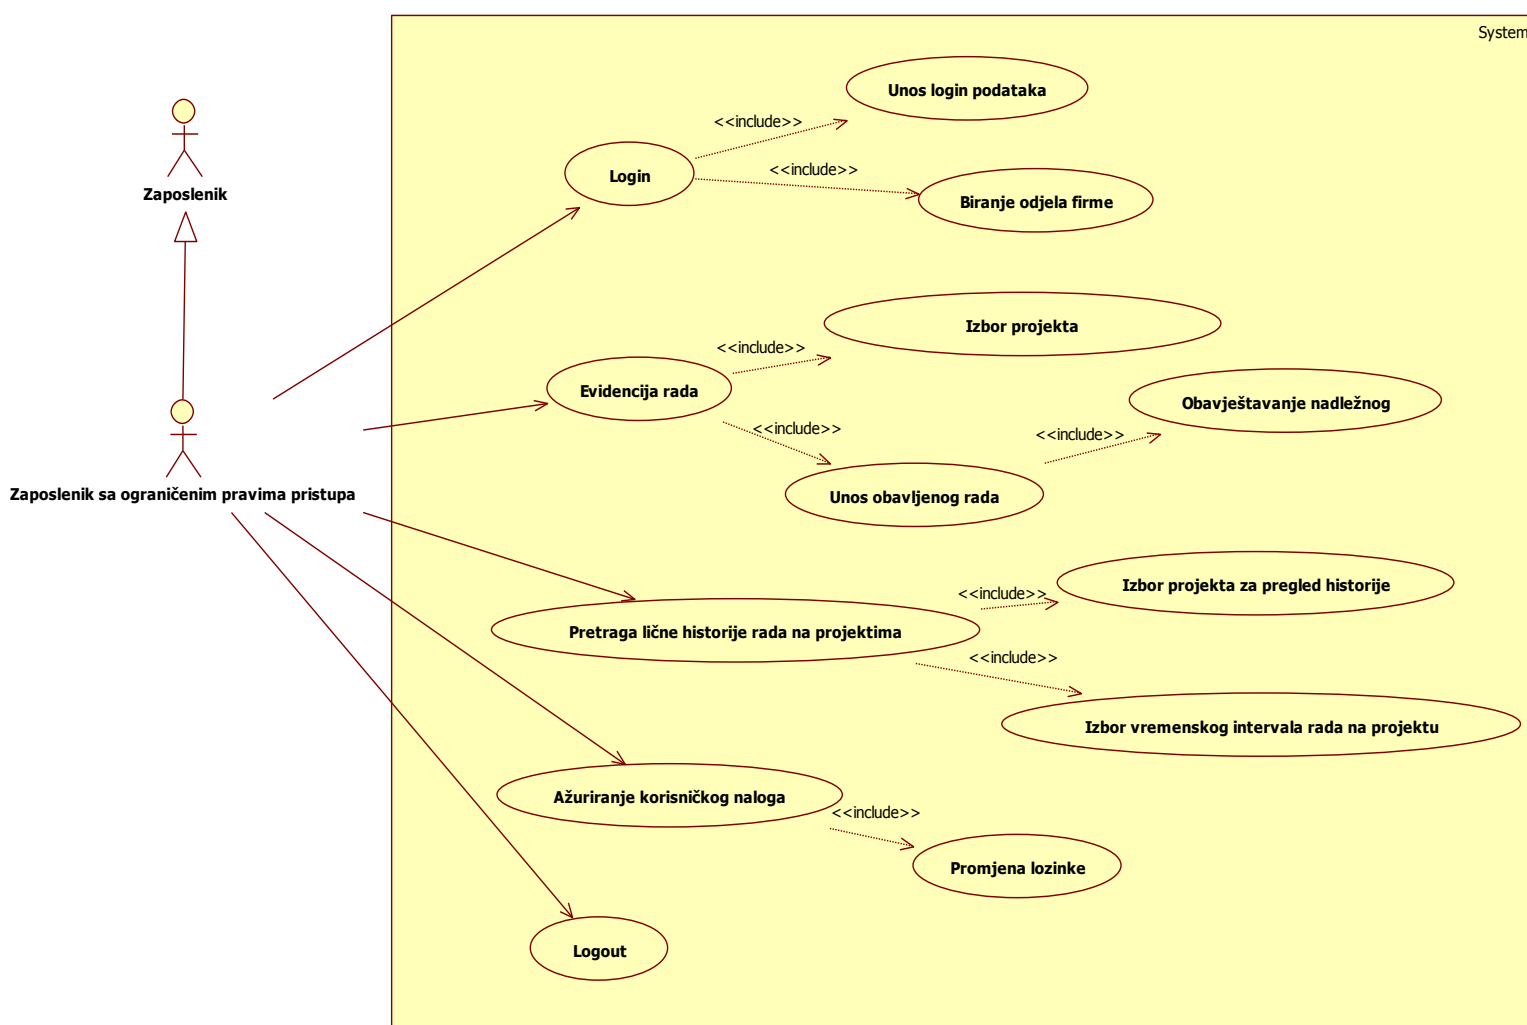 System
Unos login podataka
<<include>>
Zaposlenik
Login
<<include>>
Biranje odjela firme
Izbor projekta
<<include>>
Evidencija rada
Obavještavanje nadležnog
<<include>>
<<include>>
Zaposlenik sa ograničenim pravima pristupa
Unos obavljenog rada
Izbor projekta za pregled historije
<<include>>
Pretraga lične historije rada na projektima
<<include>>
Izbor vremenskog intervala rada na projektu
Ažuriranje korisničkog naloga
<<include>>
Promjena lozinke
Logout